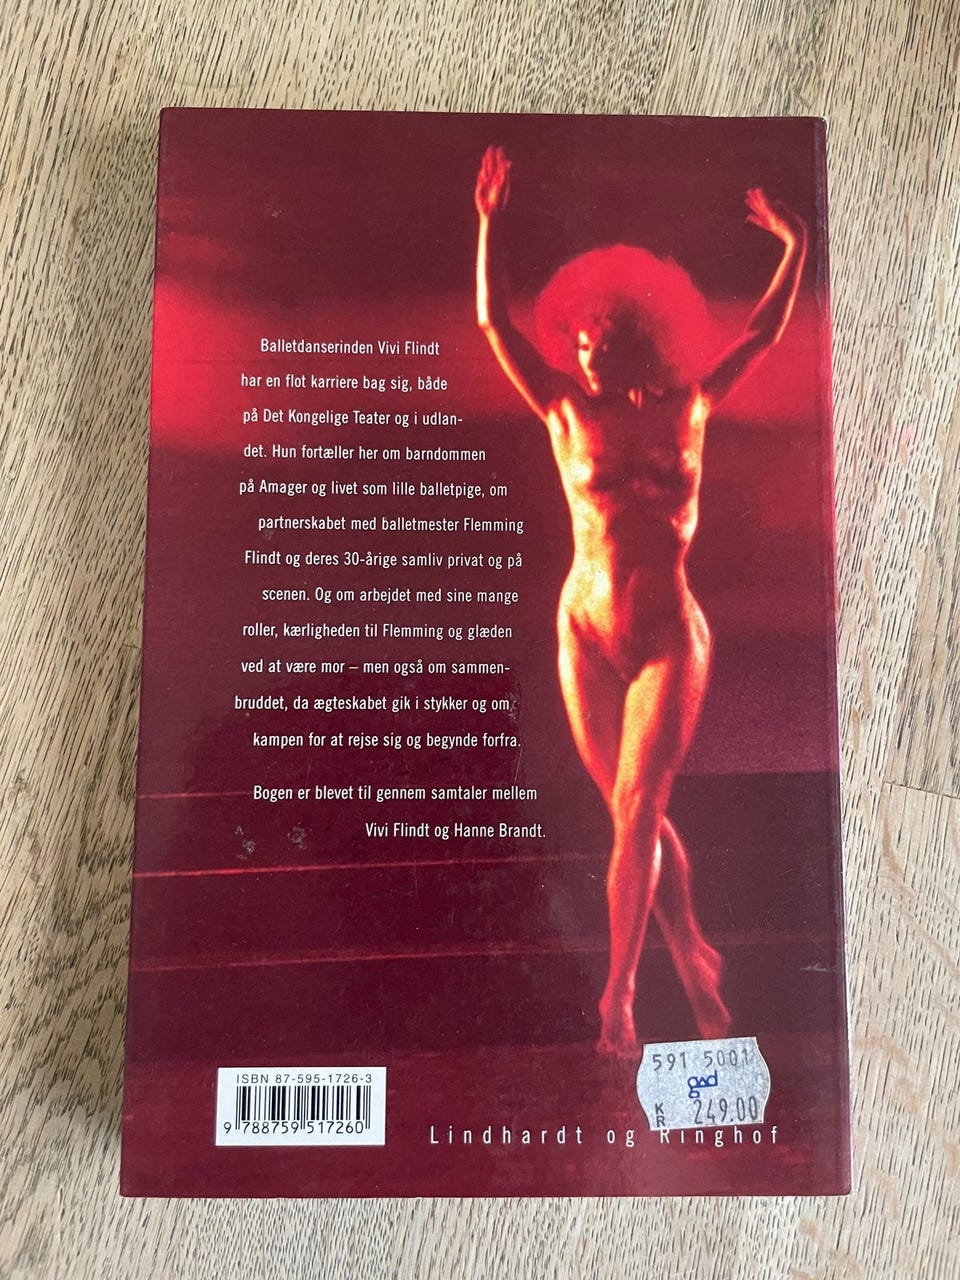 Balletdanserinden Vivi Flindt
har en flot karriere bag sig, både
på Det Kongelige Teater og i udlan-
det. Hun fortæller her om barndommen
på Amager og livet som lille balletpige, om
partnerskabet med balletmester Flemming
Flindt og deres 30-årige samliv privat og på
scenen. Og om arbejdet med sine mange
roller, kærligheden til Flemming og glæden
ved at være mor – men også om sammen-
bruddet, da ægteskabet gik i stykker og om
kampen for at rejse sig og begynde forfra.
Bogen er blevet til gennem samtaler mellem
Vivi Flindt og Hanne Brandt.
ISBN 87-595-1726-3
9 788759 517260
591 5001
gad
KR 249.00
Lindhardt og Ringhof